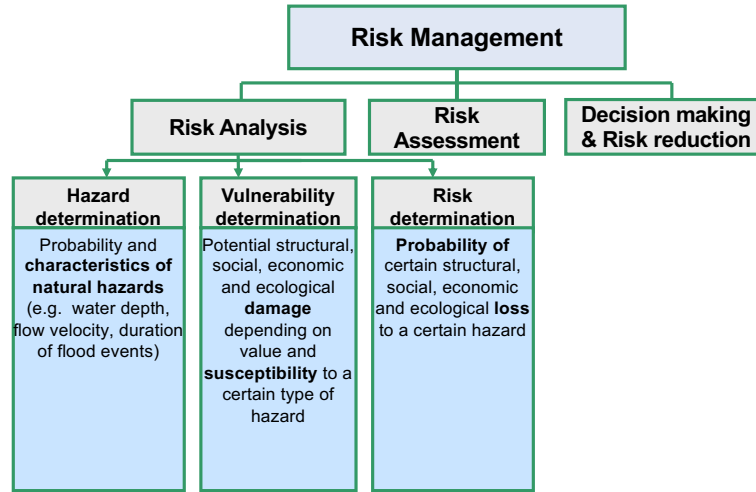 Risk Management
Risk Analysis
Risk
Assessment
Decision making
& Risk reduction
Hazard
determination
Probability and
characteristics of
natural hazards
(e.g. water depth,
flow velocity, duration
of flood events)
Vulnerability
determination
Potential structural,
social, economic
and ecological
damage
depending on
value and
susceptibility to a
certain type of
hazard
Risk
determination
Probability of
certain structural,
social, economic
and ecological loss
to a certain hazard